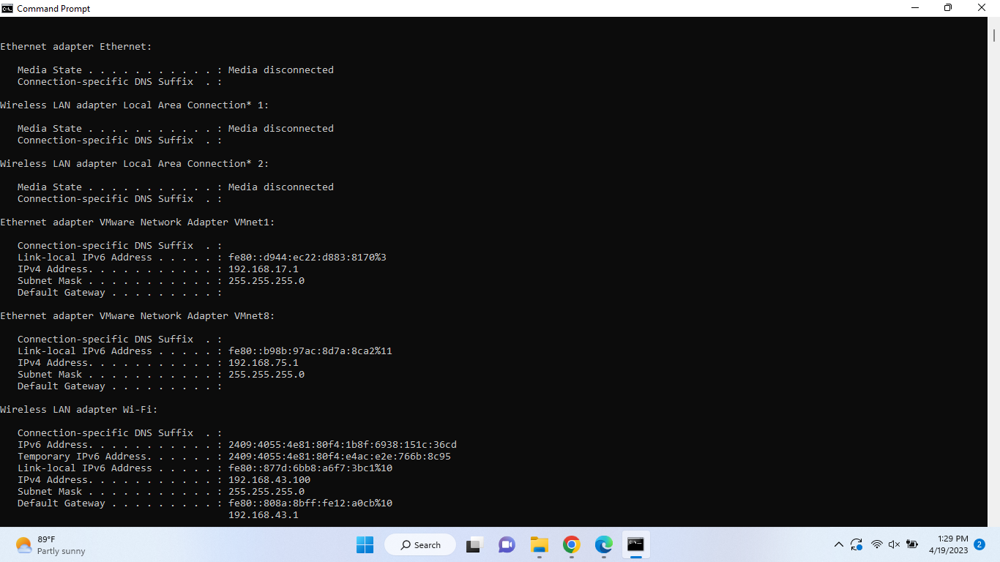 Command Prompt
Ethernet adapter Ethernet:
   Media State . . . . . . . . . . . : Media disconnected
   Connection-specific DNS Suffix  . :
Wireless LAN adapter Local Area Connection* 1:
   Media State . . . . . . . . . . . : Media disconnected
   Connection-specific DNS Suffix  . :
Wireless LAN adapter Local Area Connection* 2:
   Media State . . . . . . . . . . . : Media disconnected
   Connection-specific DNS Suffix  . :
Ethernet adapter VMware Network Adapter VMnet1:
   Connection-specific DNS Suffix  . :
   Link-local IPv6 Address . . . . . : fe80::d944:ec22:d883:8170%3
   IPv4 Address. . . . . . . . . . . : 192.168.17.1
   Subnet Mask . . . . . . . . . . . : 255.255.255.0
   Default Gateway . . . . . . . . . :
Ethernet adapter VMware Network Adapter VMnet8:
   Connection-specific DNS Suffix  . :
   Link-local IPv6 Address . . . . . : fe80::b98b:97ac:8d7a:8ca2%11
   IPv4 Address. . . . . . . . . . . : 192.168.75.1
   Subnet Mask . . . . . . . . . . . : 255.255.255.0
   Default Gateway . . . . . . . . . :
Wireless LAN adapter Wi-Fi:
   Connection-specific DNS Suffix  . :
   IPv6 Address. . . . . . . . . . . : 2409:4055:4e81:80f4:1b8f:6938:151c:36cd
   Temporary IPv6 Address. . . . . . : 2409:4055:4e81:80f4:e4ac:e2e:766b:8c95
   Link-local IPv6 Address . . . . . : fe80::877d:6bb8:a6f7:3bc1%10
   IPv4 Address. . . . . . . . . . . : 192.168.43.100
   Subnet Mask . . . . . . . . . . . : 255.255.255.0
   Default Gateway . . . . . . . . . : fe80::808a:8bff:fe12:a0cb%10
                                       192.168.43.1
89°F
Partly sunny
Search
1:29 PM
4/19/2023
2